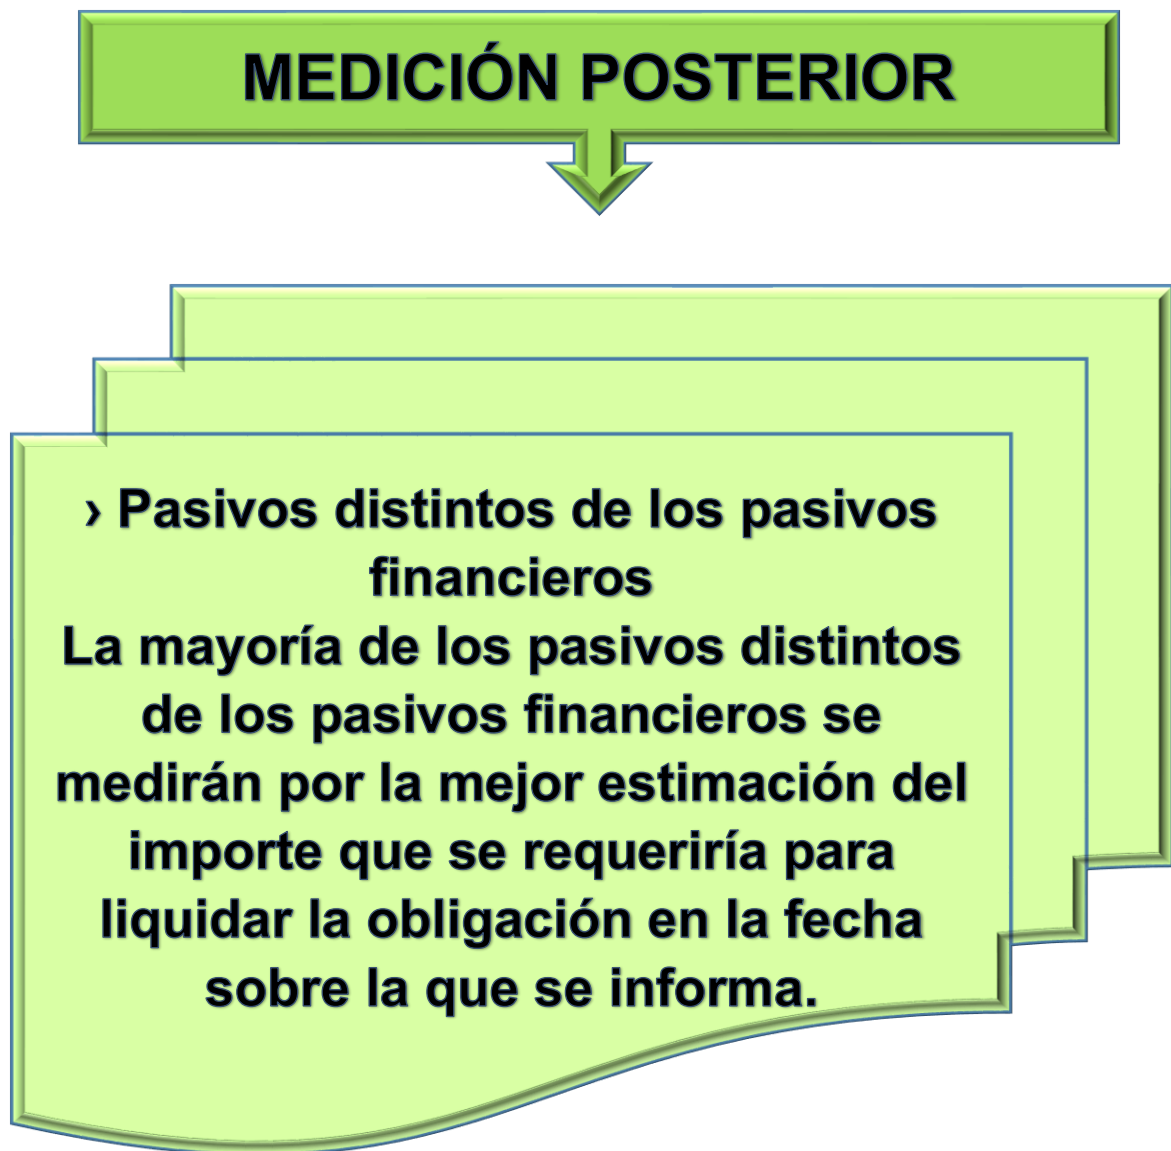 MEDICIÓN POSTERIOR
› Pasivos distintos de los pasivos
financieros
La mayoría de los pasivos distintos
de los pasivos financieros se
medirán por la mejor estimación del
importe que se requeriría para
liquidar la obligación en la fecha
sobre la que se informa.